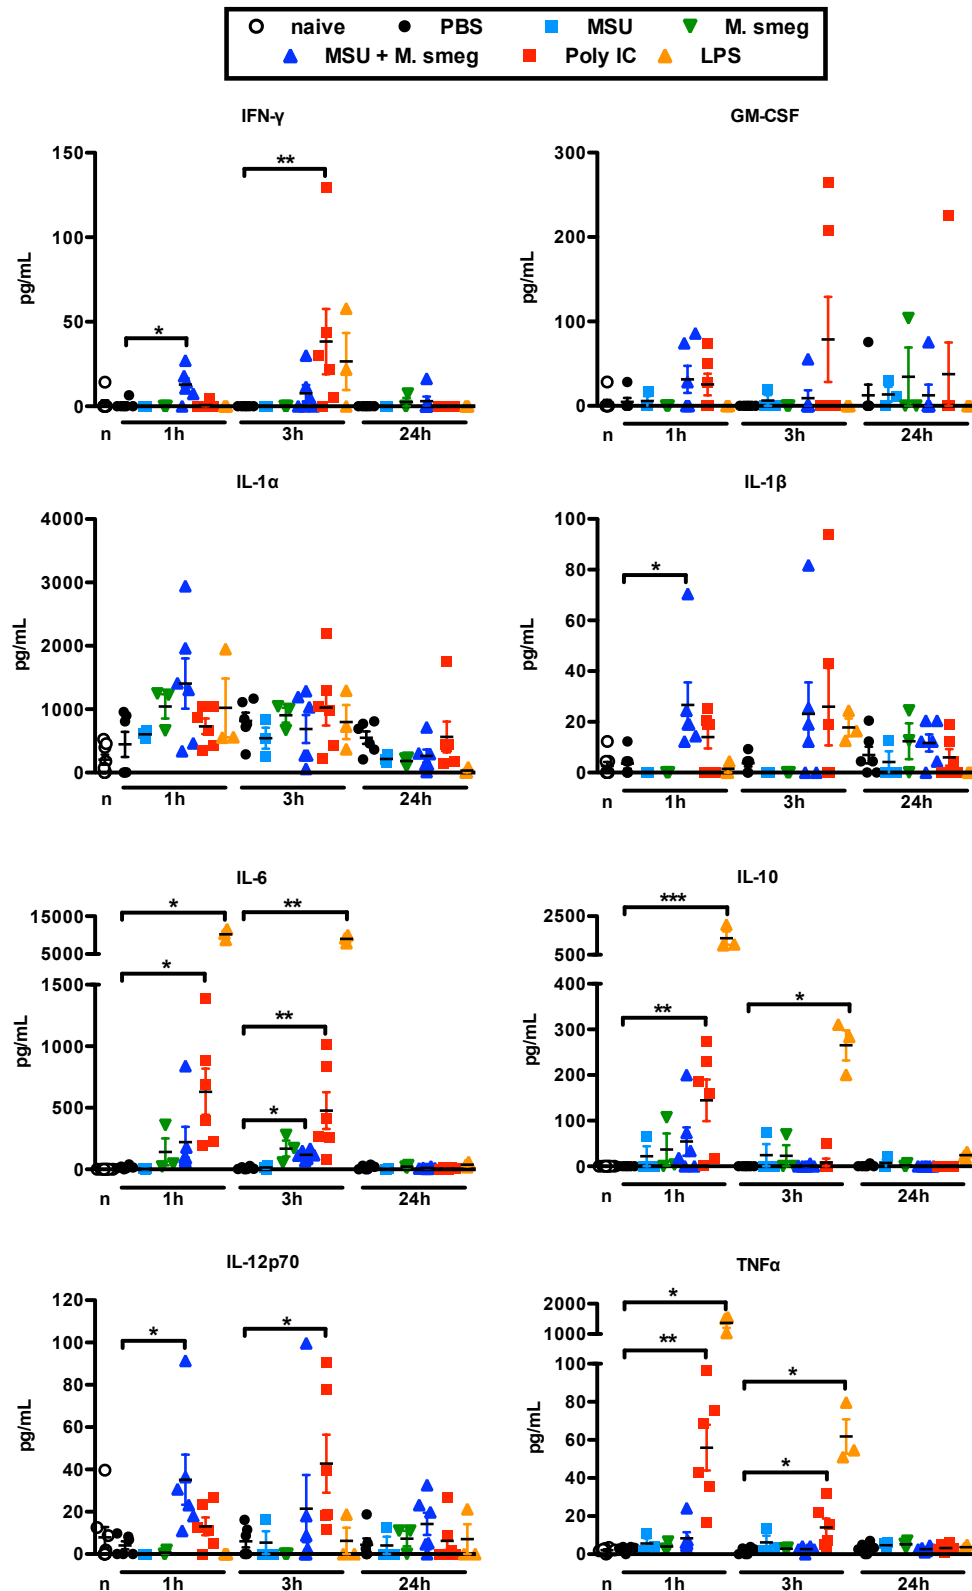 naive PBS MSU M. smeg
MSU + M. smeg Poly IC LPS
IFN-γ
150
100
50
0
pg/mL
*
**
n 1h 3h 24h
GM-CSF
300
200
100
0
pg/mL
n 1h 3h 24h
IL-1α
4000
3000
2000
1000
0
pg/mL
n 1h 3h 24h
IL-1β
100
80
60
40
20
0
pg/mL
*
n 1h 3h 24h
IL-6
15000
5000
1500
1000
500
0
pg/mL
*
**
*
**
*
n 1h 3h 24h
IL-10
2500
500
400
300
200
100
0
pg/mL
***
**
*
n 1h 3h 24h
IL-12p70
120
100
80
60
40
20
0
pg/mL
*
*
n 1h 3h 24h
TNFα
2000
1000
100
80
60
40
20
0
pg/mL
*
**
*
*
n 1h 3h 24h